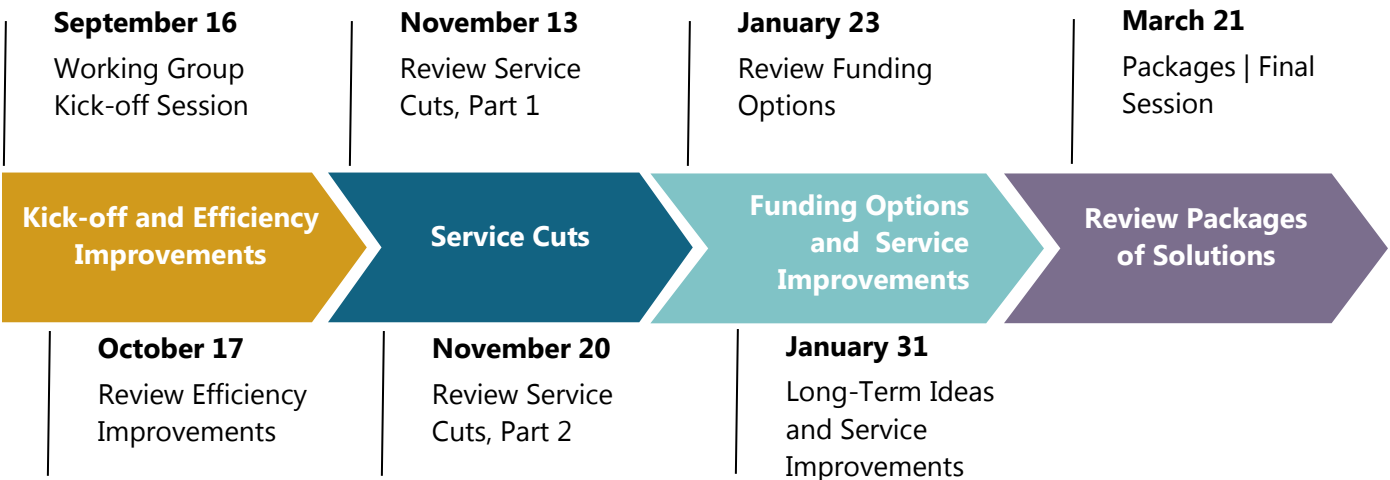 September 16
Working Group
Kick-off Session
November 13
Review Service
Cuts, Part 1
January 23
Review Funding
Options
March 21
Packages | Final
Session
Kick-off and Efficiency
Improvements
Service Cuts
Funding Options
and Service
Improvements
Review Packages
of Solutions
October 17
Review Efficiency
Improvements
November 20
Review Service
Cuts, Part 2
January 31
Long-Term Ideas
and Service
Improvements